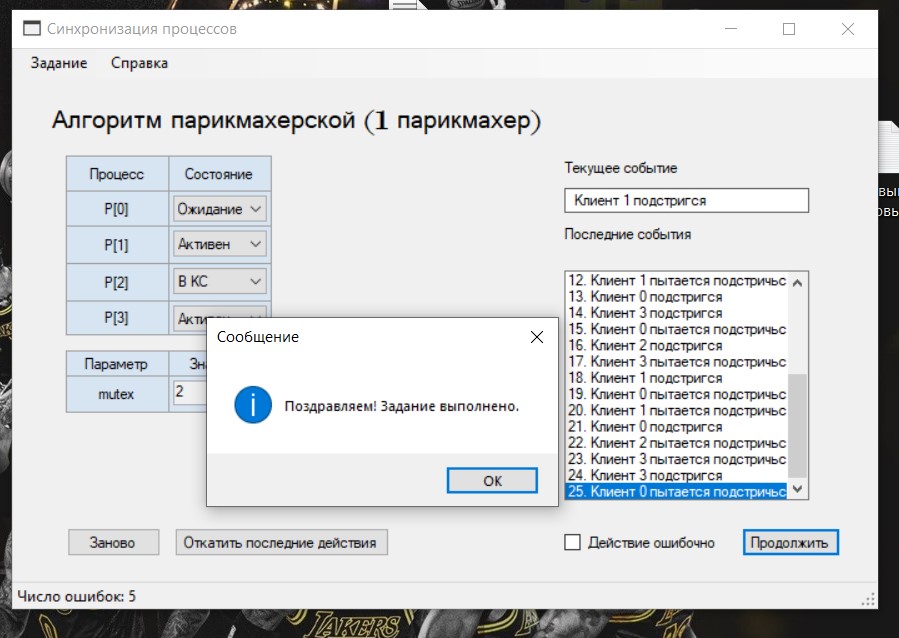 Синхронизация процессов
Задание Справка
Алгоритм парикмахерской (1 парикмахер)
Процесс Состояние
P[0] Ожидание
P[1] Активен
P[2] В КС
P[3]
Параметр
mutex 2
Текущее событие
Клиент 1 подстригся
Последние события
12. Клиент 1 пытается подстричьс
13. Клиент 0 подстригся
14. Клиент 3 подстригся
15. Клиент 0 пытается подстричьс
16. Клиент 2 подстригся
17. Клиент 3 пытается подстричьс
18. Клиент 1 подстригся
19. Клиент 0 пытается подстричьс
20. Клиент 1 пытается подстричьс
21. Клиент 0 подстригся
22. Клиент 2 пытается подстричьс
23. Клиент 3 пытается подстричьс
24. Клиент 3 подстригся
25. Клиент 0 пытается подстричьс
Сообщение
Поздравляем! Задание выполнено.
OK
Заново Откатить последние действия
Действие ошибочно Продолжить
Число ошибок: 5
LAKERS